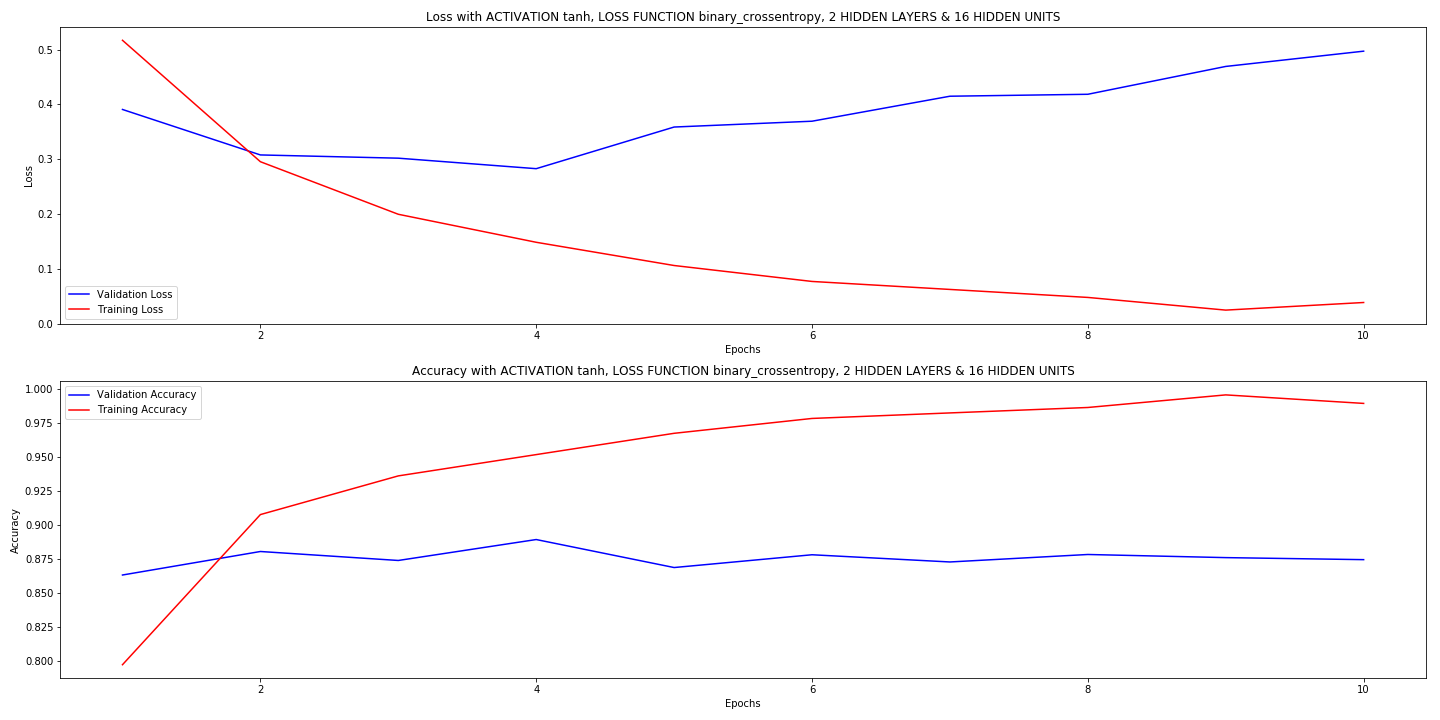 Loss with ACTIVATION tanh, LOSS FUNCTION binary_crossentropy, 2 HIDDEN LAYERS & 16 HIDDEN UNITS
0.5
0.4
0.3
Loss
0.2
0.1
0.0
Validation Loss
Training Loss
2 4 6 8 10
Epochs
Accuracy with ACTIVATION tanh, LOSS FUNCTION binary_crossentropy, 2 HIDDEN LAYERS & 16 HIDDEN UNITS
Validation Accuracy
Training Accuracy
1.000
0.975
0.950
0.925
0.900
Accuracy
0.875
0.850
0.825
0.800
2 4 6 8 10
Epochs